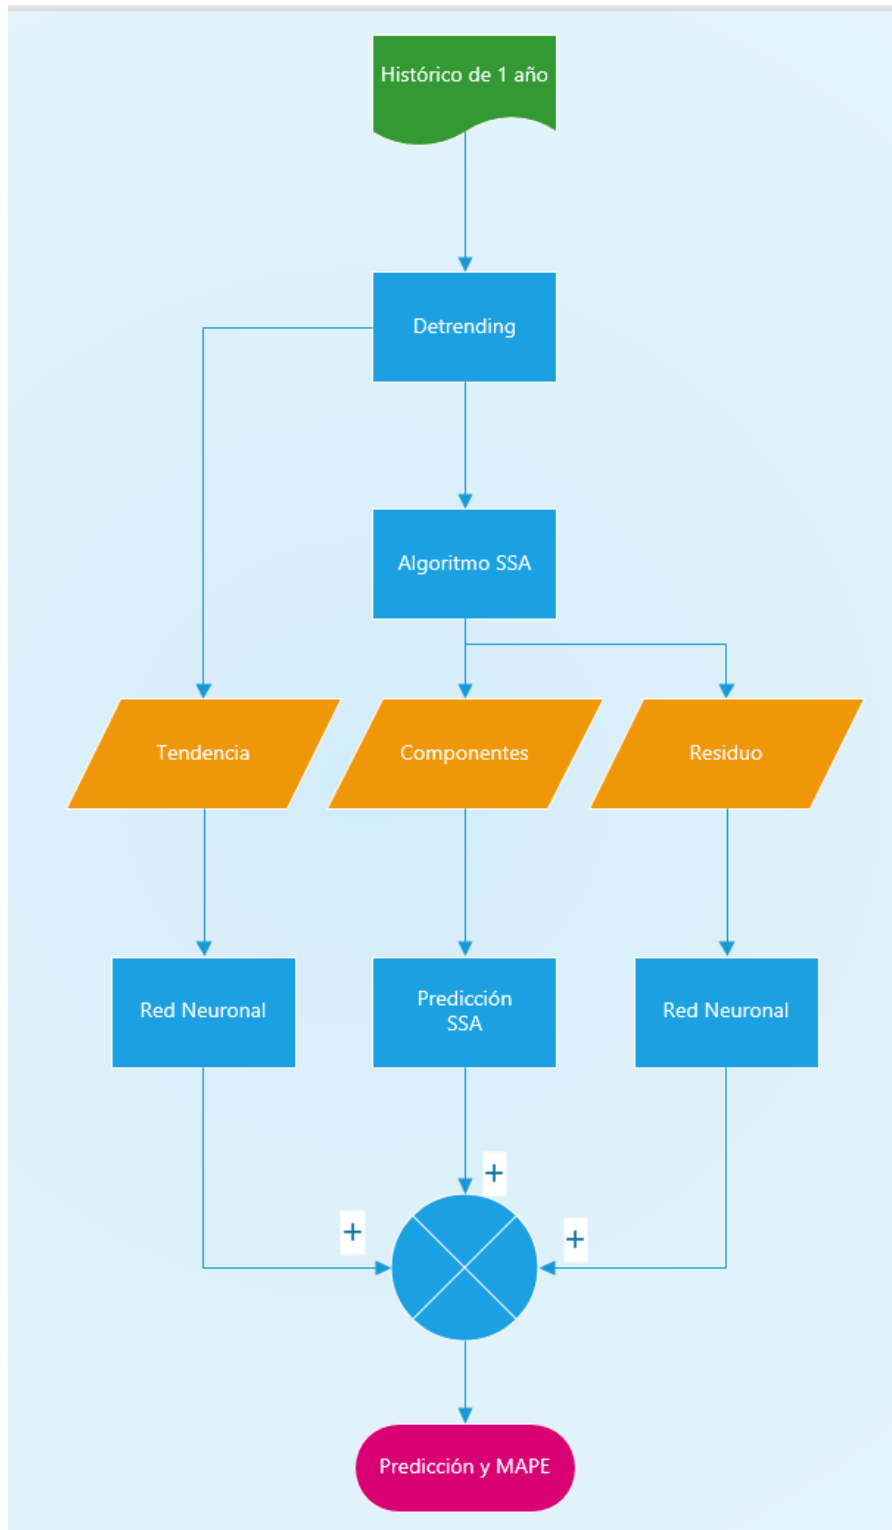 Histórico de 1 año
Detrending
Algoritmo SSA
Tendencia
Componentes
Residuo
Red Neuronal
Predicción
SSA
Red Neuronal
+
+
+
Predicción y MAPE